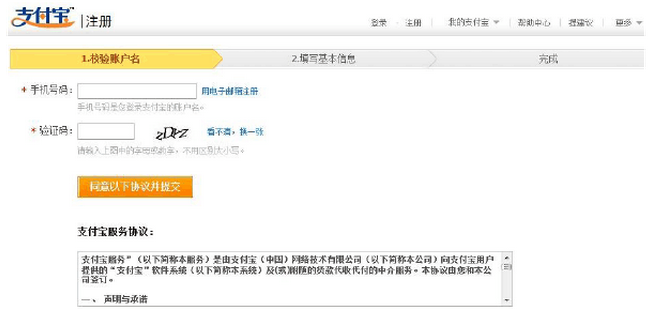 支付宝™ | 注册
登录 - 注册 | 我的支付宝 | 帮助中心 | 提建议 | 更多
1.校验账户名 2.填写基本信息 完成
* 手机号码: 用电子邮箱注册
手机号码是您登录支付宝的账户名。
* 验证码: 看不清,换一张
请输入上图中的字母或数字,不用区别大小写。
同意以下协议并提交
支付宝服务协议:
支付宝服务”(以下简称本服务)是由支付宝(中国)网络技术有限公司(以下简称本公司)向支付宝用户
提供的“支付宝”软件系统(以下简称本系统)及(或)附随的货款代收代付的中介服务。本协议由您和本公
司签订。
一、 声明与承诺